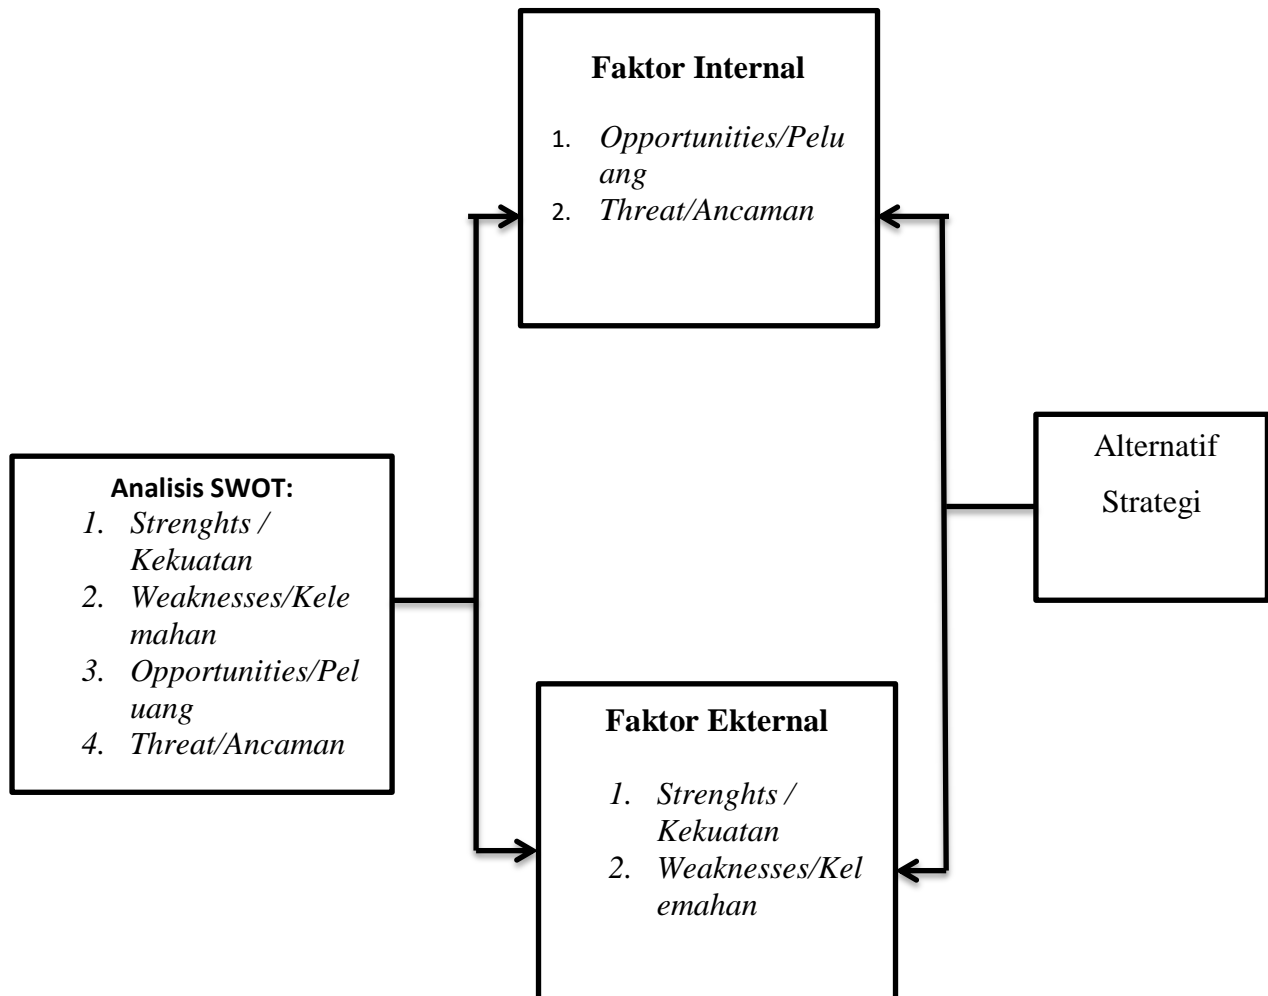 Faktor Internal
1. Opportunities/Pelu
ang
2. Threat/Ancaman
Alternatif
Strategi
Analisis SWOT:
1. Strenghts /
Kekuatan
2. Weaknesses/Kele
mahan
3. Opportunities/Pel
uang
4. Threat/Ancaman
Faktor Ekternal
1. Strenghts /
Kekuatan
2. Weaknesses/Kel
emahan